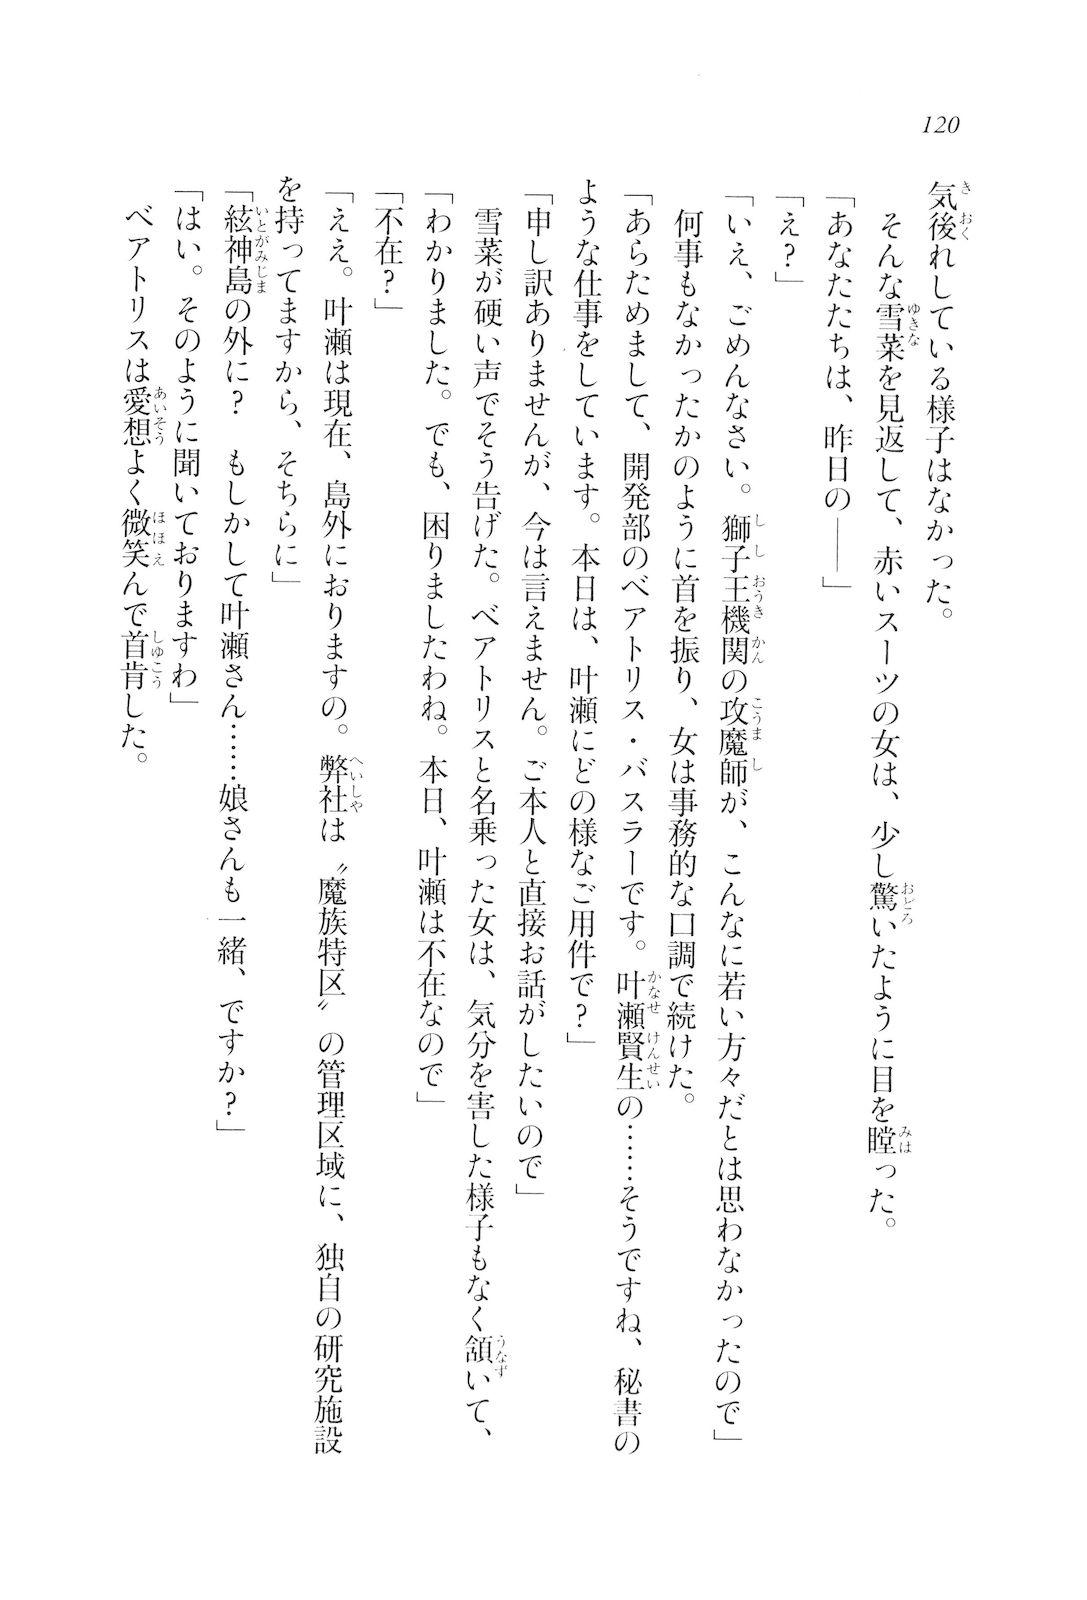 120
気後れしている様子はなかった。
そんな雪菜を見返して、赤いスーツの女は、少し驚いたように目を瞠った。
「あなたたちは、昨日の――」
「え?」
「いえ、ごめんなさい。獅子王機関の攻魔師が、こんなに若い方々だとは思わなかったので」
何事もなかったかのように首を振り、女は事務的な口調で続けた。
「あらためまして、開発部のベアトリス・バスラーです。叶瀬賢生の……そうですね、秘書の
ような仕事をしています。本日は、叶瀬にどの様なご用件で?」
「申し訳ありませんが、今は言えません。ご本人と直接お話がしたいので」
雪菜が硬い声でそう告げた。ベアトリスと名乗った女は、気分を害した様子もなく頷いて、
「わかりました。でも、困りましたわね。本日、叶瀬は不在なので」
「不在?」
「ええ。叶瀬は現在、島外におりますの。弊社は〝魔族特区〟の管理区域に、独自の研究施設
を持ってますから、そちらに」
「絃神島の外に? もしかして叶瀬さん……娘さんも一緒、ですか?」
「はい。そのように聞いておりますわ」
ベアトリスは愛想よく微笑んで首肯した。